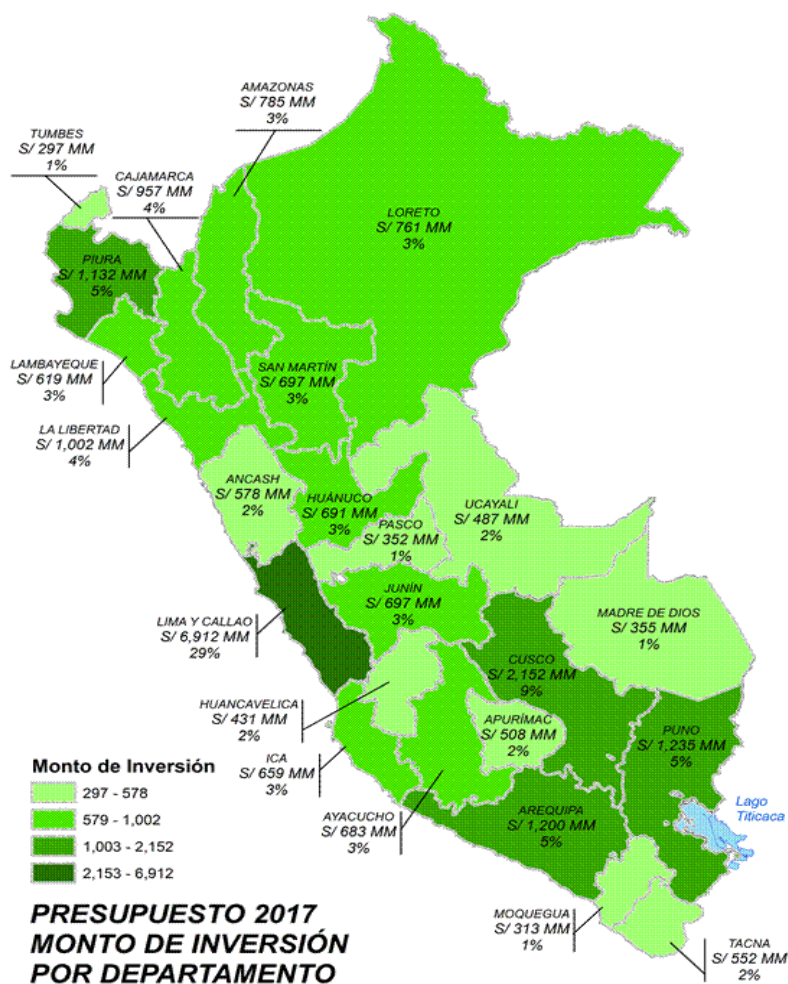 AMAZONAS
S/ 785 MM
3%
TUMBES
S/ 297 MM
1%
CAJAMARCA
S/ 957 MM
4%
LORETO
S/ 761 MM
3%
PIURA
S/ 1,132 MM
5%
LAMBAYEQUE
S/ 619 MM
3%
SAN MARTÍN
S/ 697 MM
3%
LA LIBERTAD
S/ 1,002 MM
4%
ANCASH
S/ 578 MM
2%
HUÁNUCO
S/ 691 MM
3%
UCAYALI
S/ 487 MM
2%
PASCO
S/ 352 MM
1%
JUNÍN
S/ 697 MM
3%
MADRE DE DIOS
S/ 355 MM
1%
LIMA Y CALLAO
S/ 6,912 MM
29%
CUSCO
S/ 2,152 MM
9%
HUANCAVELICA
S/ 431 MM
2%
APURÍMAC
S/ 508 MM
2%
PUNO
S/ 1,235 MM
5%
ICA
S/ 659 MM
3%
AYACUCHO
S/ 683 MM
3%
AREQUIPA
S/ 1,200 MM
5%
Lago
Titicaca
MOQUEGUA
S/ 313 MM
1%
TACNA
S/ 552 MM
2%
Monto de Inversión
297 - 578
579 - 1,002
1,003 - 2,152
2,153 - 6,912
PRESUPUESTO 2017
MONTO DE INVERSIÓN
POR DEPARTAMENTO